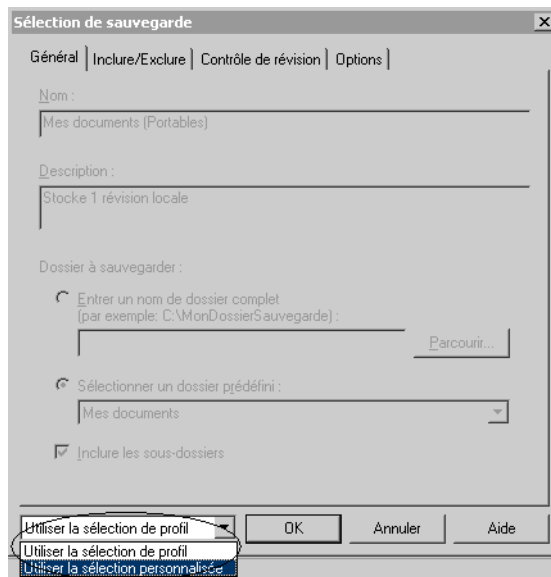 Sélection de sauvegarde
Général Inclure/Exclure Contrôle de révision Options
Nom :
Mes documents (Portables)
Description :
Stocke 1 révision locale
Dossier à sauvegarder :
Entrer un nom de dossier complet
(par exemple: C:\MonDossierSauvegarde) :
Parcourir...
Sélectionner un dossier prédéfini :
Mes documents
Inclure les sous-dossiers
Utiliser la sélection de profil OK Annuler Aide
Utiliser la sélection de profil
Utiliser la sélection personnalisée